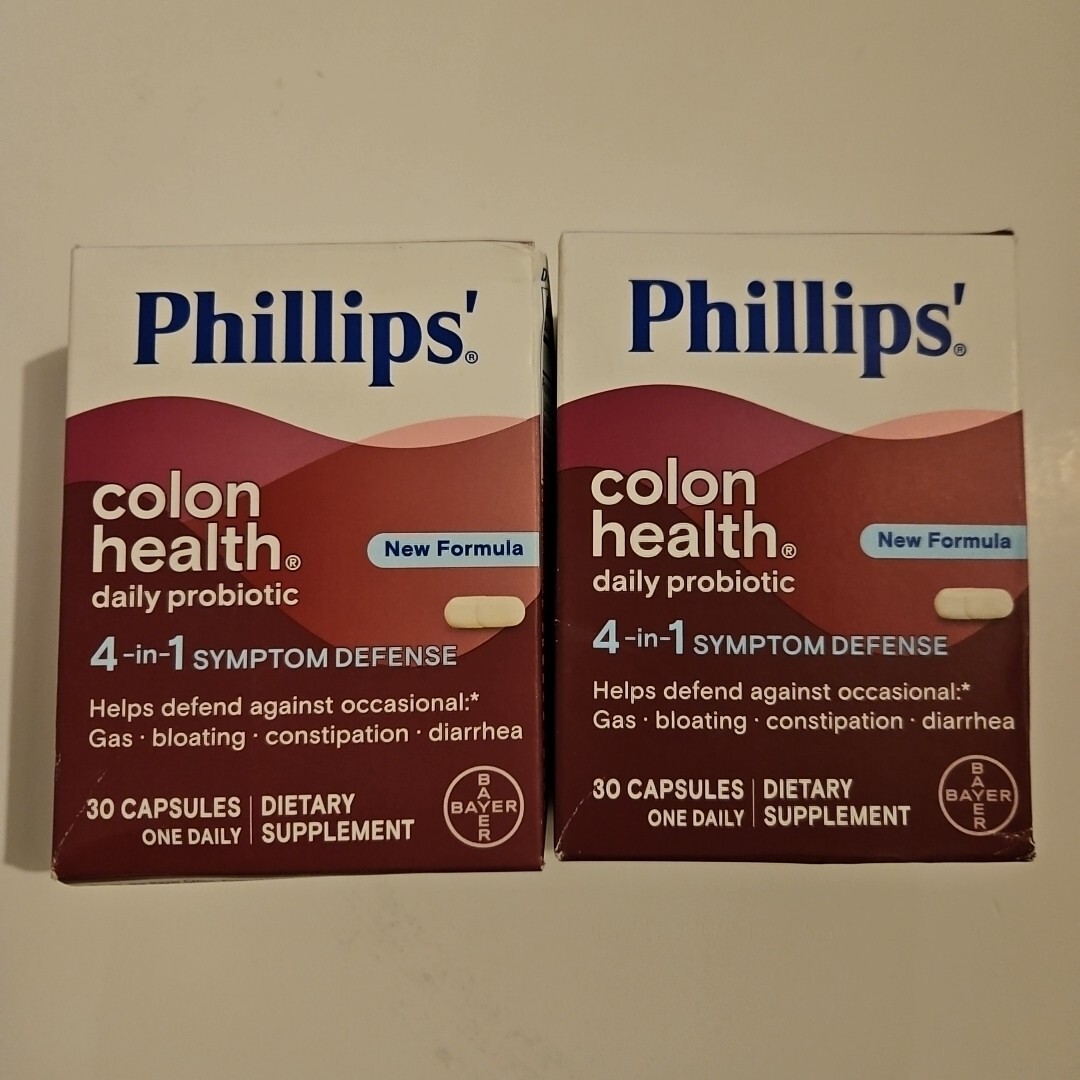 Phillips'®
colon
health®
daily probiotic
New Formula
4-in-1 SYMPTOM DEFENSE
Helps defend against occasional:*
Gas · bloating · constipation · diarrhea
30 CAPSULES
ONE DAILY
DIETARY
SUPPLEMENT
BAYER
BAYER
Phillips'®
colon
health®
daily probiotic
New Formula
4-in-1 SYMPTOM DEFENSE
Helps defend against occasional:*
Gas · bloating · constipation · diarrhea
30 CAPSULES
ONE DAILY
DIETARY
SUPPLEMENT
BAYER
BAYER